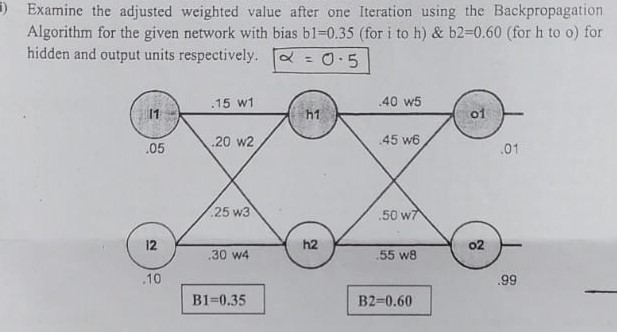 i) Examine the adjusted weighted value after one Iteration using the Backpropagation
Algorithm for the given network with bias b1=0.35 (for i to h) & b2=0.60 (for h to o) for
hidden and output units respectively. α = 0.5
.15 w1
.40 w5
I1
h1
o1
.20 w2
.45 w6
.05
.01
.25 w3
.50 w7
I2
h2
o2
.30 w4
.55 w8
.10
.99
B1=0.35
B2=0.60